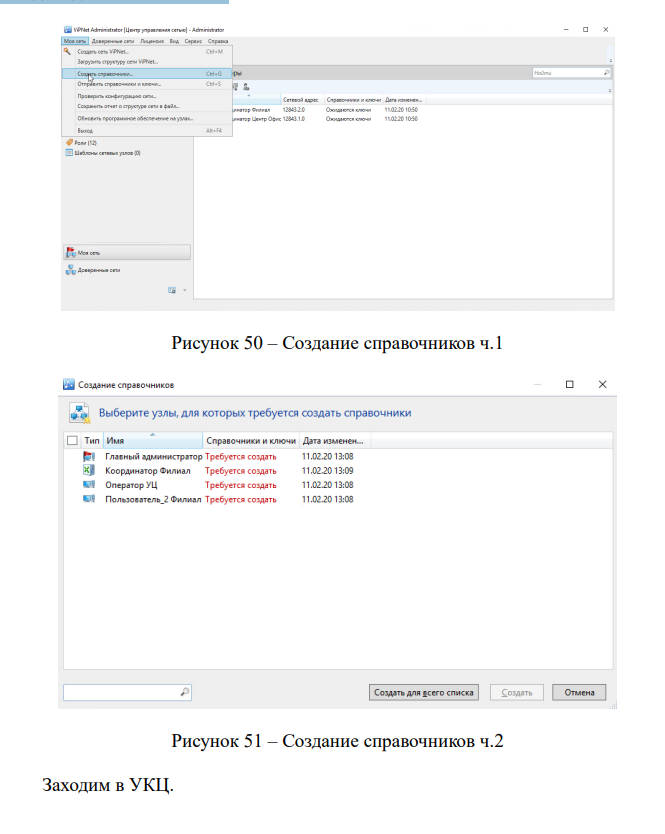 ViPNet Administrator [Центр управления сетью] - Administrator
Моя сеть Доверенные сети Лицензия Вид Сервис Справка
Создать сеть ViPNet... Ctrl+M
Загрузить структуру сети ViPNet...
Создать справочники... Ctrl+G
Отправить справочники и ключи... Ctrl+S
Проверить конфигурацию сети...
Сохранить отчет о структуре сети в файл...
Обновить программное обеспечение на узлах...
Выход Alt+F4
Найти
Сетевой адрес Справочники и ключи Дата изменен...
Филиал 12843.2.0 Ожидаются ключи 11.02.20 10:50
Центр Офис 12843.1.0 Ожидаются ключи 11.02.20 10:50
Роли (12)
Шаблоны сетевых узлов (0)
Моя сеть
Доверенные сети
Рисунок 50 – Создание справочников ч.1
Создание справочников
Выберите узлы, для которых требуется создать справочники
Тип Имя Справочники и ключи Дата изменен...
Главный администратор Требуется создать 11.02.20 13:08
Координатор Филиал Требуется создать 11.02.20 13:09
Оператор УЦ Требуется создать 11.02.20 13:08
Пользователь_2 Филиал Требуется создать 11.02.20 13:08
Создать для всего списка Создать Отмена
Рисунок 51 – Создание справочников ч.2
Заходим в УКЦ.